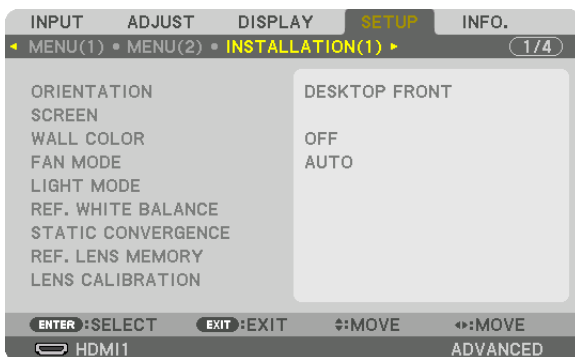 INPUT ADJUST DISPLAY SETUP INFO.
MENU(1) • MENU(2) • INSTALLATION(1) 1/4
ORIENTATION DESKTOP FRONT
SCREEN
WALL COLOR OFF
FAN MODE AUTO
LIGHT MODE
REF. WHITE BALANCE
STATIC CONVERGENCE
REF. LENS MEMORY
LENS CALIBRATION
ENTER :SELECT EXIT :EXIT :MOVE :MOVE
HDMI1 ADVANCED